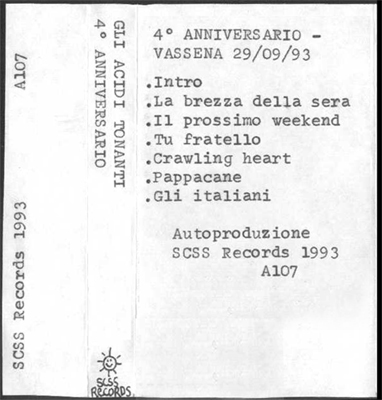 SCSS Records 1993
A107
GLI ACIDI TONANTI
4° ANNIVERSARIO
SCSS
RECORDS
4° ANNIVERSARIO -
VASSENA 29/09/93
.Intro
.La brezza della sera
.Il prossimo weekend
.Tu fratello
.Crawling heart
.Pappacane
.Gli italiani
Autoproduzione
SCSS Records 1993
A107